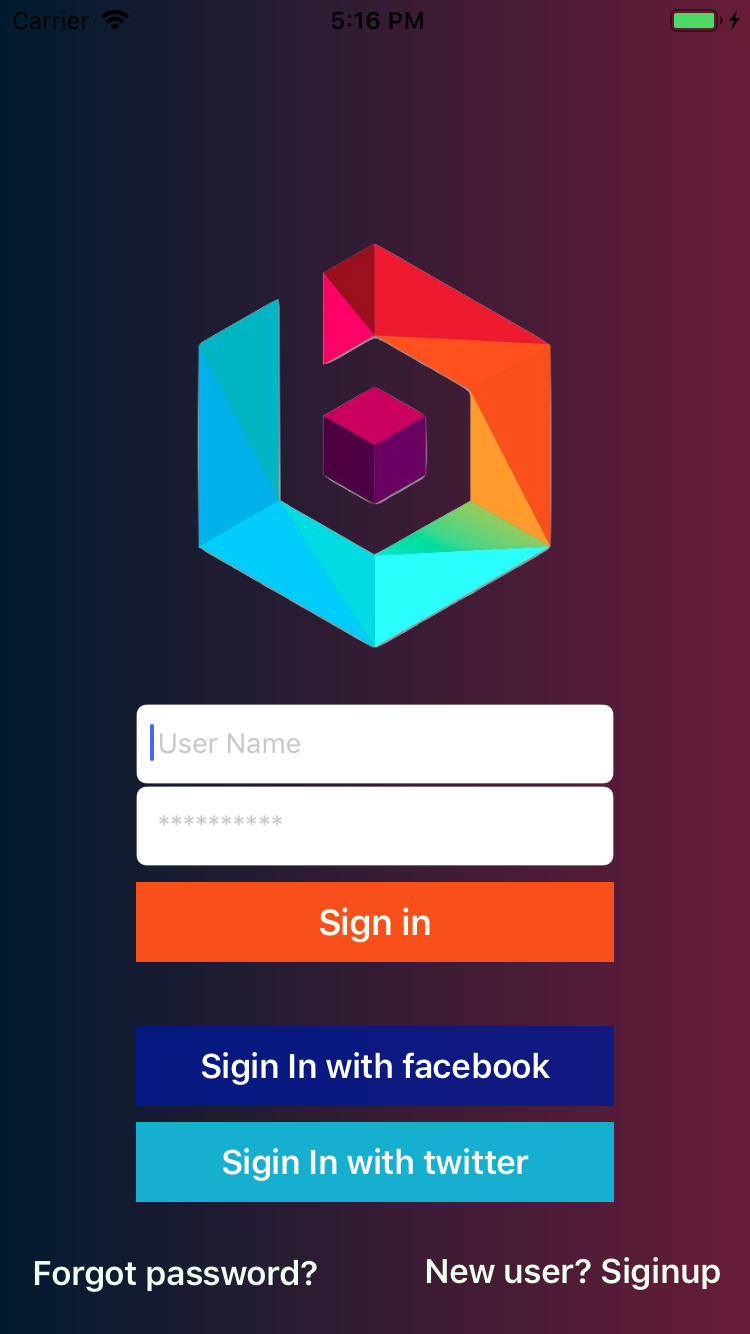 Carrier 5:16 PM
User Name
**********
Sign in
Sigin In with facebook
Sigin In with twitter
Forgot password? New user? Siginup